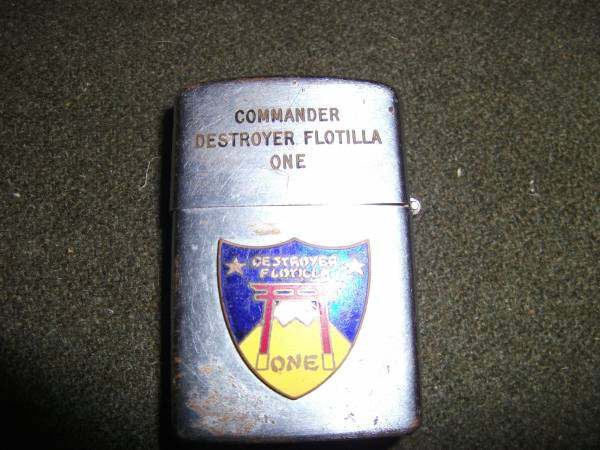 COMMANDER
DESTROYER FLOTILLA
ONE
DESTROYER
FLOTILLA
ONE